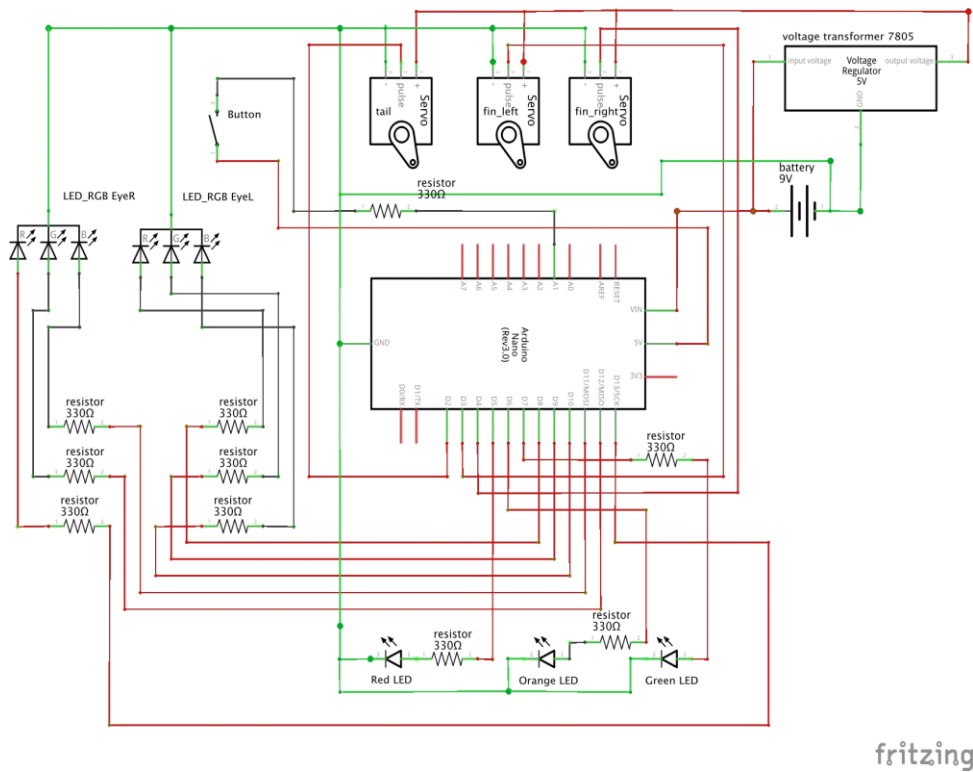 voltage transformer 7805
input voltage
Voltage
Regulator
5V
output voltage
GND
pulse
Servo
tail
pulse
Servo
fin_left
pulse
Servo
fin_right
Button
battery
9V
resistor
330Ω
LED_RGB EyeR
LED_RGB EyeL
R
G
B
R
G
B
A7
A6
A5
A4
A3
A2
A1
A0
AREF
RESET
VIN
5V
3V3
GND
Arduino
Nano
(Rev3.0)
D0/RX
D1/TX
D2
D3
D4
D5
D6
D7
D8
D9
D10
D11/MOSI
D12/MISO
D13/SCK
resistor
330Ω
resistor
330Ω
resistor
330Ω
resistor
330Ω
resistor
330Ω
resistor
330Ω
resistor
330Ω
resistor
330Ω
resistor
330Ω
Red LED
Orange LED
Green LED
fritzing